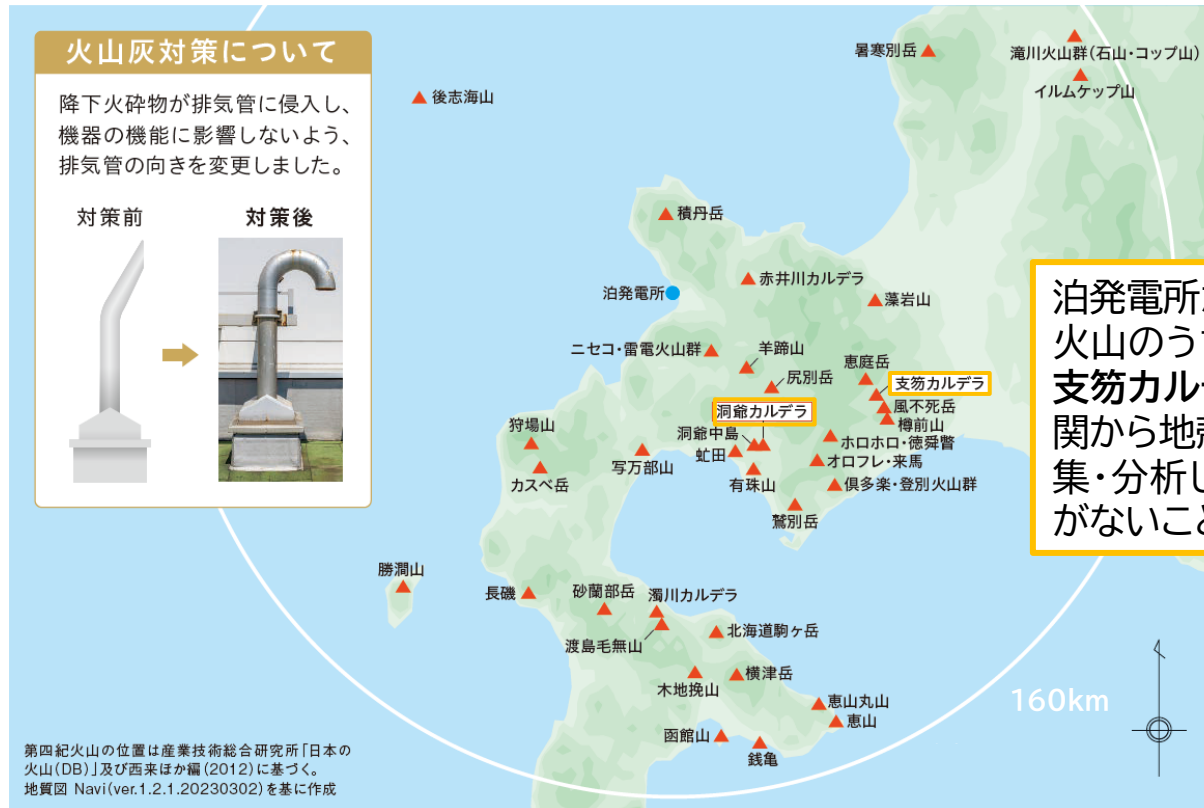 火山灰対策について
降下火砕物が排気管に侵入し、
機器の機能に影響しないよう、
排気管の向きを変更しました。
対策前
対策後
後志海山
暑寒別岳
滝川火山群(石山・コップ山)
イルムケップ山
積丹岳
赤井川カルデラ
泊発電所
藻岩山
ニセコ・雷電火山群
羊蹄山
尻別岳
恵庭岳
支笏カルデラ
風不死岳
樽前山
洞爺カルデラ
洞爺中島
虻田
有珠山
ホロホロ・徳舜瞥
オロフレ・来馬
倶多楽・登別火山群
鷲別岳
狩場山
カスベ岳
写万部山
勝澗山
長磯
砂蘭部岳
濁川カルデラ
渡島毛無山
北海道駒ヶ岳
木地挽山
横津岳
恵山丸山
恵山
函館山
銭亀
160km
泊発電所
火山のうち
支笏カル
関から地
集・分析し
がないこと
第四紀火山の位置は産業技術総合研究所「日本の
火山(DB)」及び西来ほか編(2012)に基づく。
地質図 Navi(ver.1.2.1.20230302)を基に作成